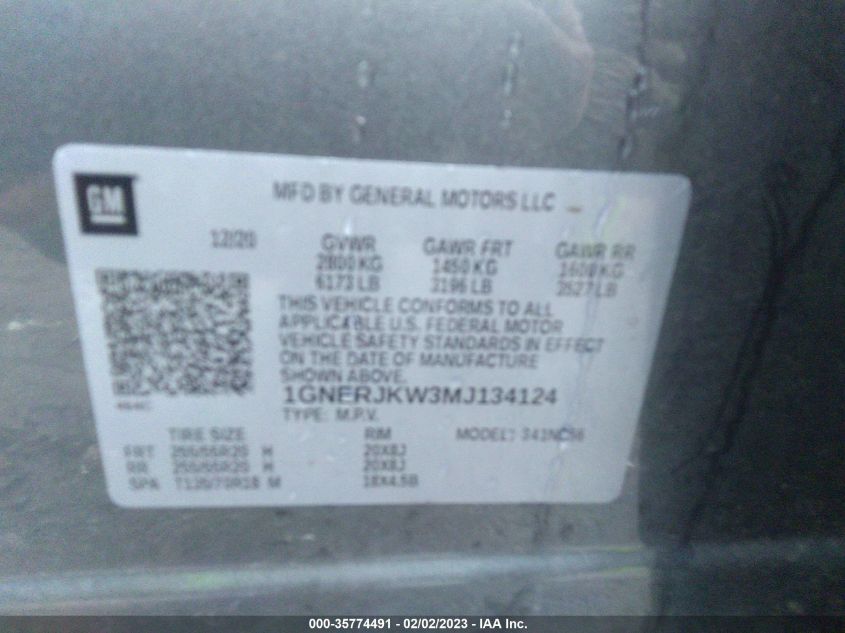 GM
MFD BY GENERAL MOTORS LLC
12/20 GVWR GAWR FRT GAWR RR
2800 KG 1450 KG 1600 KG
6173 LB 3196 LB 3527 LB
THIS VEHICLE CONFORMS TO ALL
APPLICABLE U.S. FEDERAL MOTOR
VEHICLE SAFETY STANDARDS IN EFFECT
ON THE DATE OF MANUFACTURE
SHOWN ABOVE.
1GNERJKW3MJ134124
TYPE: M.P.V.
TIRE SIZE RIM MODEL:
FRT 255/55R20 H 20X8J
RR 255/55R20 H 20X8J
SPA T135/70R18 M 18X4.5B
000-35774491 - 02/02/2023 - IAA Inc.